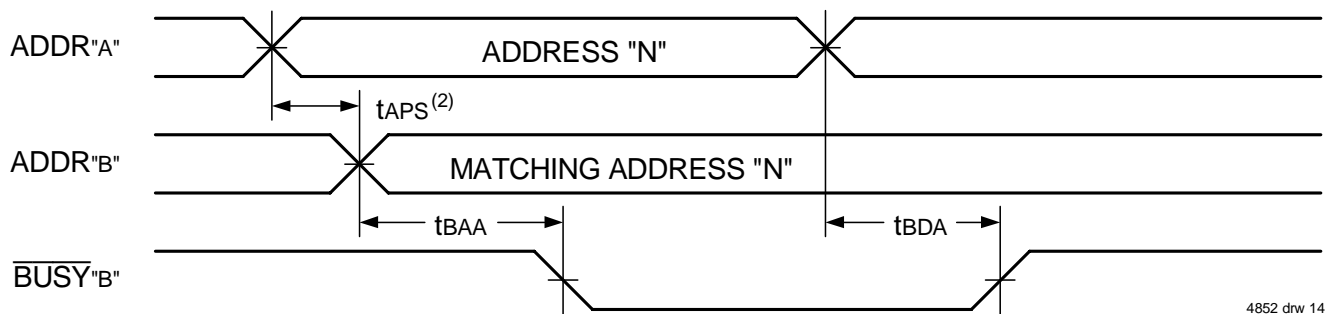 ADDR"A"
ADDRESS "N"
tAPS(2)
ADDR"B"
MATCHING ADDRESS "N"
tBAA
tBDA
BUSY"B"
4852 drw 14